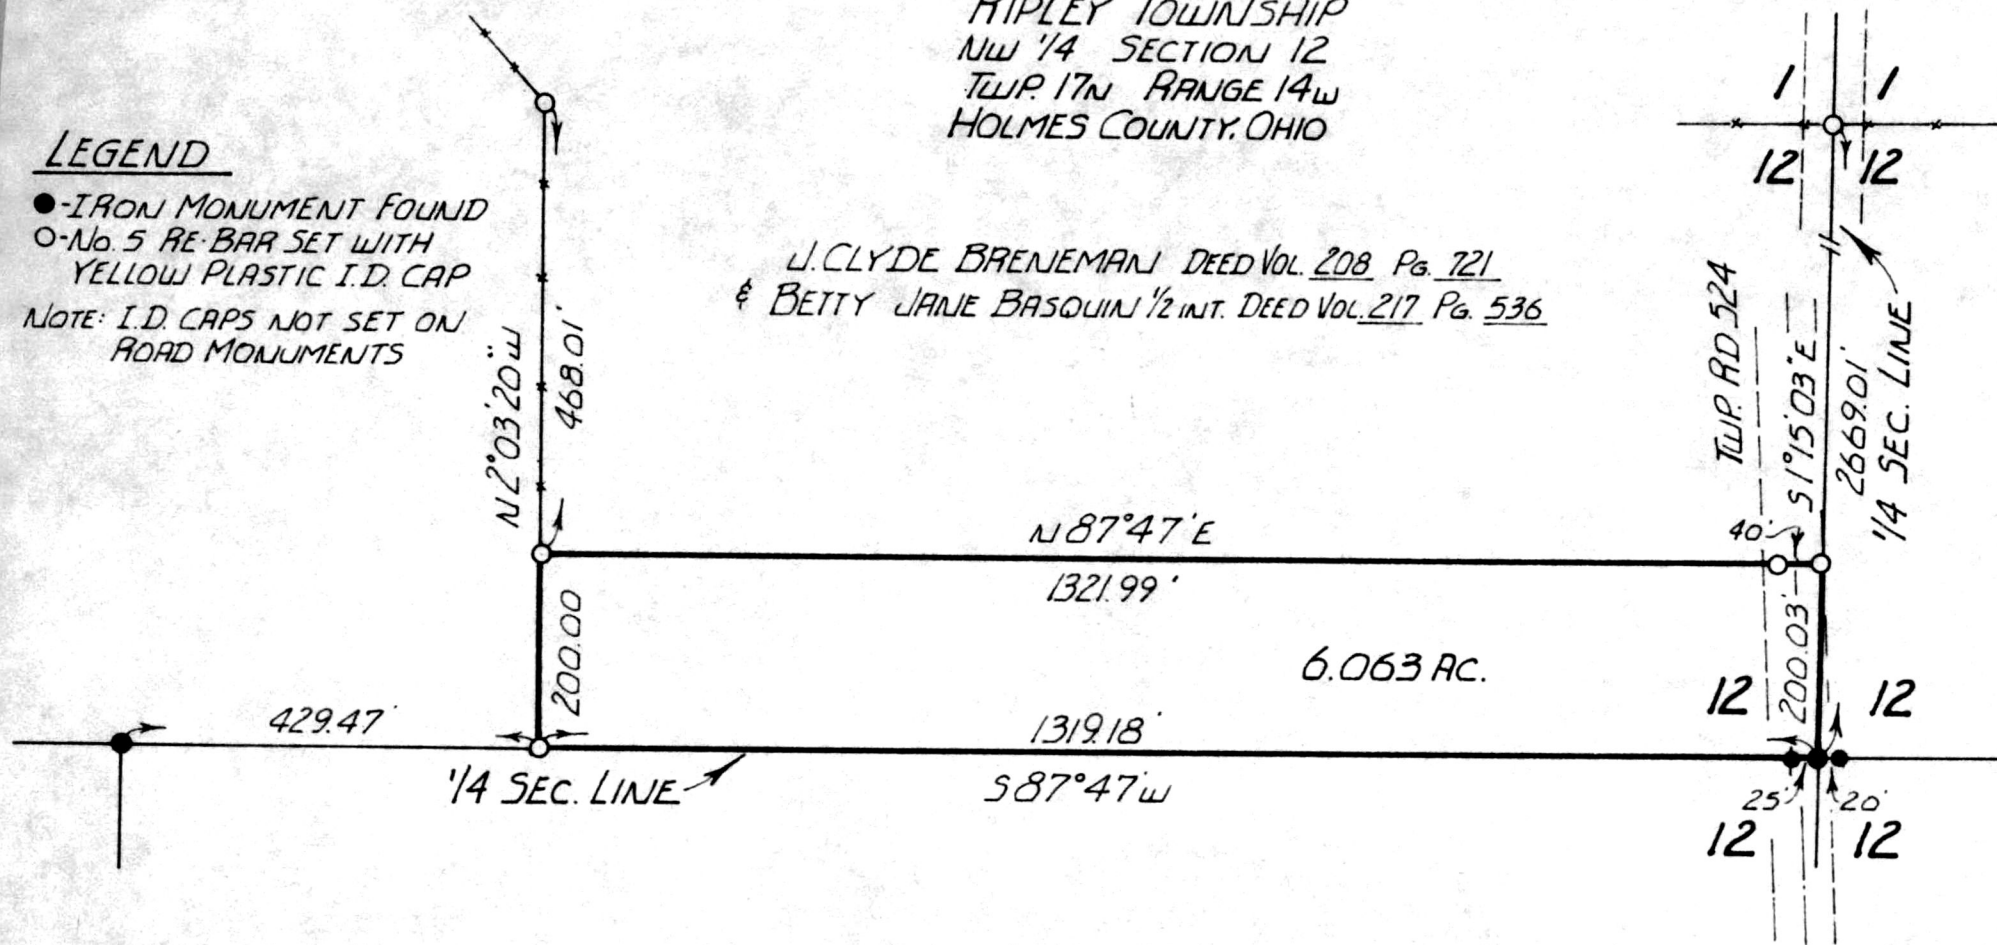 RIPLEY TOWNSHIP
NW 1/4 SECTION 12
TWP. 17N RANGE 14W
HOLMES COUNTY, OHIO
LEGEND
●-IRON MONUMENT FOUND
O-No. 5 RE-BAR SET WITH
YELLOW PLASTIC I.D. CAP
NOTE: I.D. CAPS NOT SET ON
ROAD MONUMENTS
J. CLYDE BRENEMAN DEED VOL. 208 PG. 721
& BETTY JANE BASQUIN 1/2 INT. DEED VOL. 217 PG. 536
1 1
12 12
N 2°03'20"W
468.01'
TWP. RD 524
S 1°15'03"E
2669.01'
1/4 SEC. LINE
40'
N 87°47'E
1321.99'
200.00
200.03'
6.063 AC.
12 12
429.47'
1319.18'
1/4 SEC. LINE
S 87°47'W
25' 20'
12 12